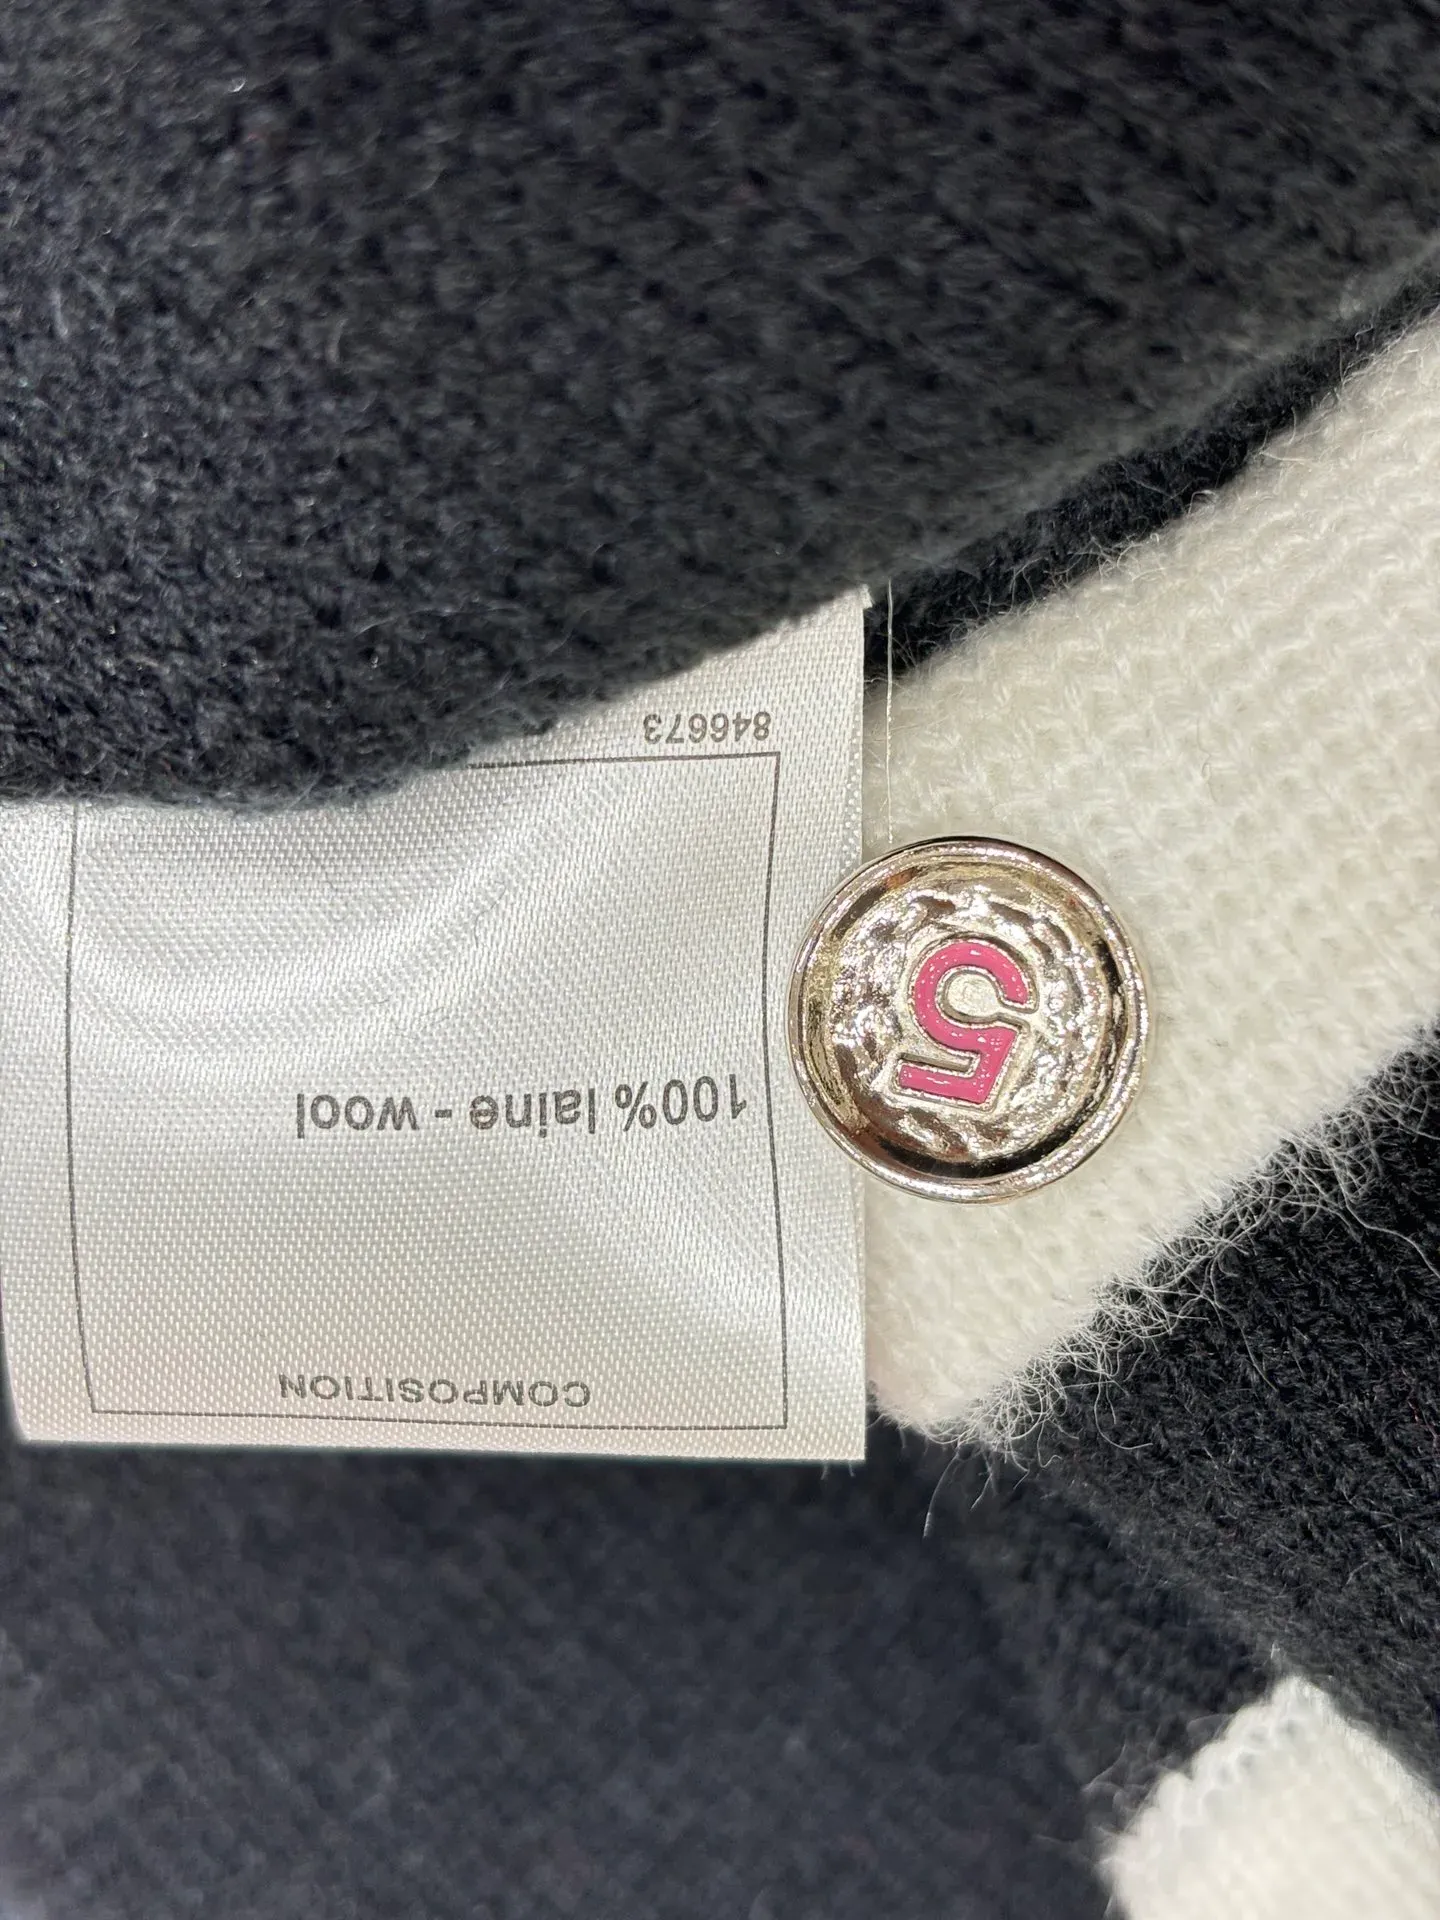 COMPOSITION
100% laine - wool
846673
5